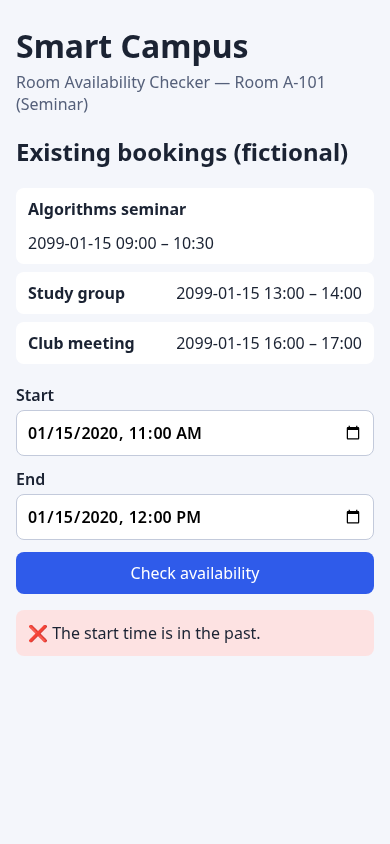 Smart Campus
Room Availability Checker — Room A-101
(Seminar)
Existing bookings (fictional)
Algorithms seminar
2099-01-15 09:00 – 10:30
Study group 2099-01-15 13:00 – 14:00
Club meeting 2099-01-15 16:00 – 17:00
Start
01/15/2020, 11:00 AM
End
01/15/2020, 12:00 PM
Check availability
❌ The start time is in the past.